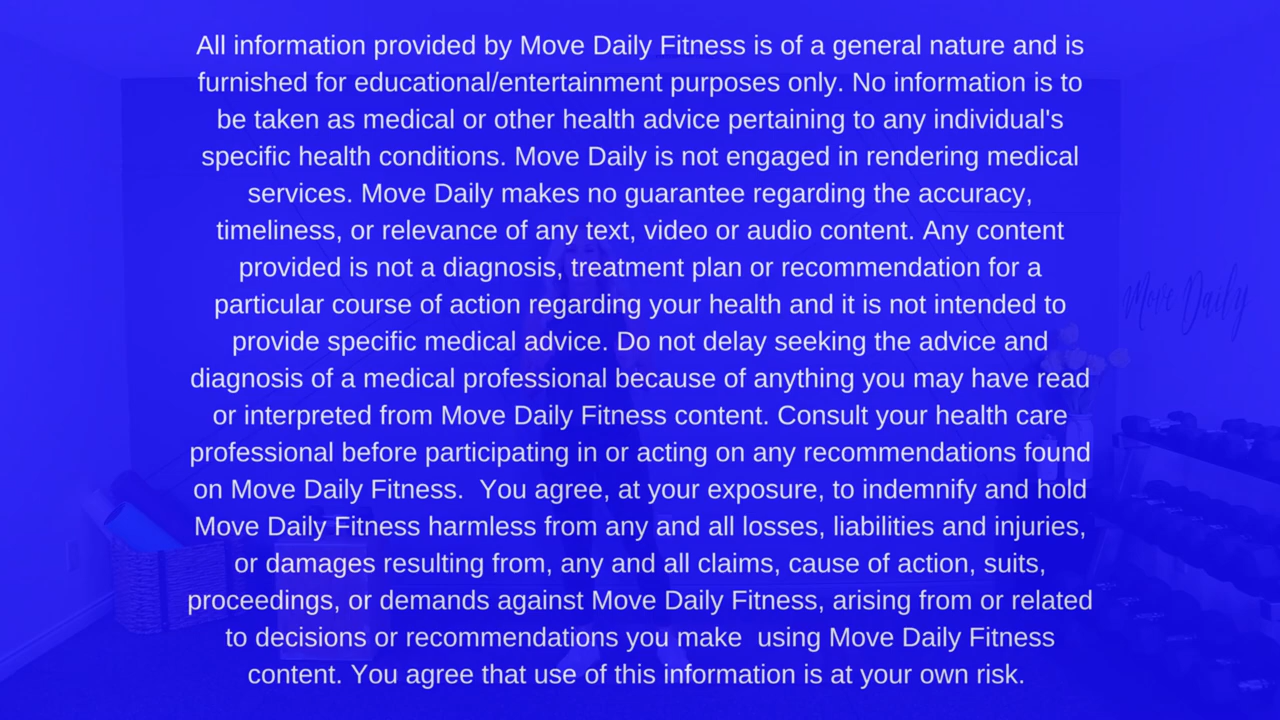 All information provided by Move Daily Fitness is of a general nature and is
furnished for educational/entertainment purposes only. No information is to
be taken as medical or other health advice pertaining to any individual's
specific health conditions. Move Daily is not engaged in rendering medical
services. Move Daily makes no guarantee regarding the accuracy,
timeliness, or relevance of any text, video or audio content. Any content
provided is not a diagnosis, treatment plan or recommendation for a
particular course of action regarding your health and it is not intended to
provide specific medical advice. Do not delay seeking the advice and
diagnosis of a medical professional because of anything you may have read
or interpreted from Move Daily Fitness content. Consult your health care
professional before participating in or acting on any recommendations found
on Move Daily Fitness.  You agree, at your exposure, to indemnify and hold
Move Daily Fitness harmless from any and all losses, liabilities and injuries,
or damages resulting from, any and all claims, cause of action, suits,
proceedings, or demands against Move Daily Fitness, arising from or related
to decisions or recommendations you make  using Move Daily Fitness
content. You agree that use of this information is at your own risk.
Move Daily